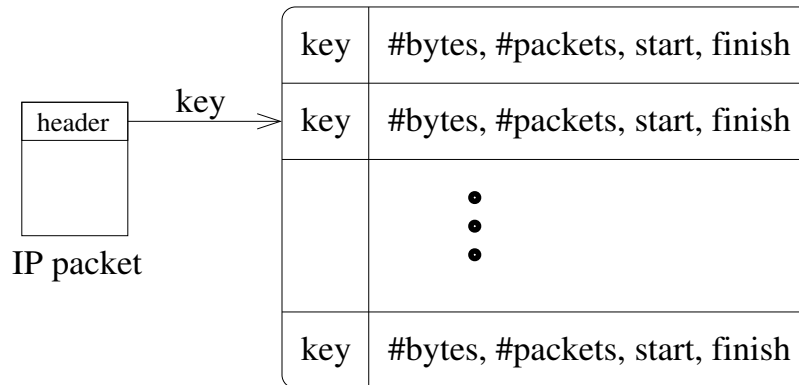 key #bytes, #packets, start, finish
key
header
key #bytes, #packets, start, finish
IP packet
key #bytes, #packets, start, finish